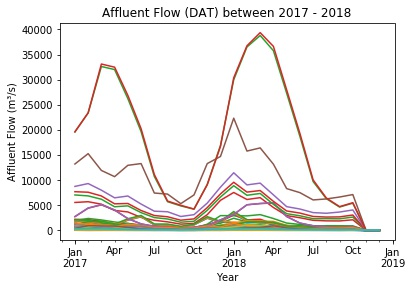 Affluent Flow (DAT) between 2017 - 2018
Affluent Flow (m³/s)
40000
35000
30000
25000
20000
15000
10000
5000
0
Jan Apr Jul Oct Jan Apr Jul Oct Jan
2017 2018 2019
Year